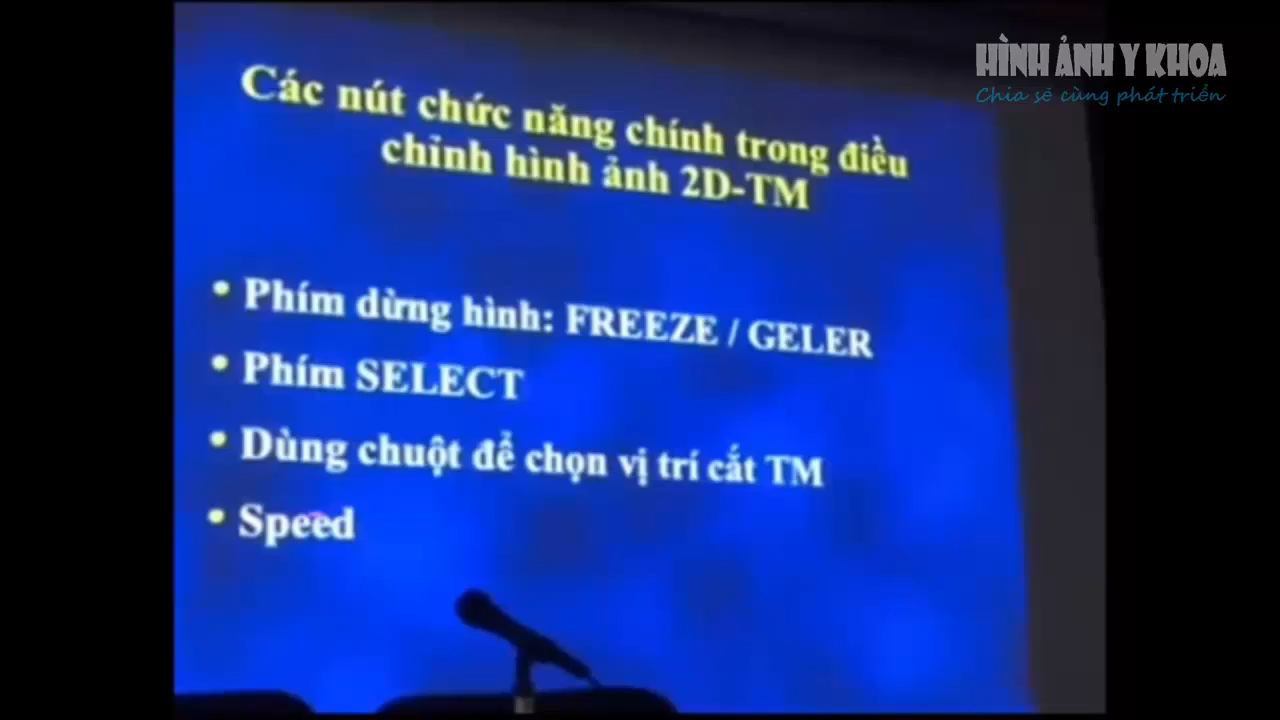 HÌNH ẢNH Y KHOA
Chia sẽ cùng phát triển
Các nút chức năng chính trong điều
chỉnh hình ảnh 2D-TM
• Phím dừng hình: FREEZE / GELER
• Phím SELECT
• Dùng chuột để chọn vị trí cắt TM
• Speed